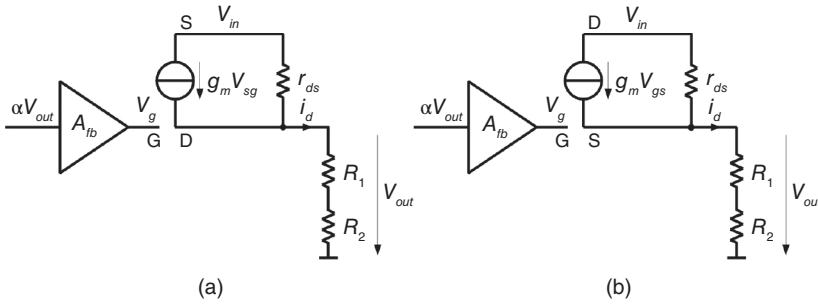 S V_in
g_m V_sg r_ds
αV_out A_fb V_g i_d
G D
R_1
V_out
R_2
(a)
D V_in
g_m V_gs r_ds
αV_out A_fb V_g i_d
G S
R_1
V_ou
R_2
(b)